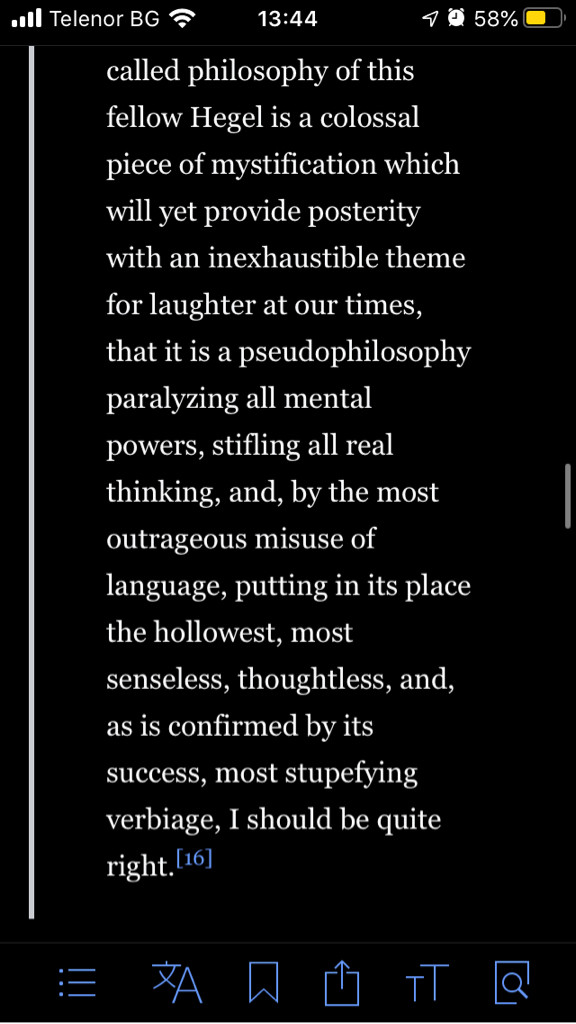 Telenor BG 13:44 58%
called philosophy of this
fellow Hegel is a colossal
piece of mystification which
will yet provide posterity
with an inexhaustible theme
for laughter at our times,
that it is a pseudophilosophy
paralyzing all mental
powers, stifling all real
thinking, and, by the most
outrageous misuse of
language, putting in its place
the hollowest, most
senseless, thoughtless, and,
as is confirmed by its
success, most stupefying
verbiage, I should be quite
right.[16]
文A TT